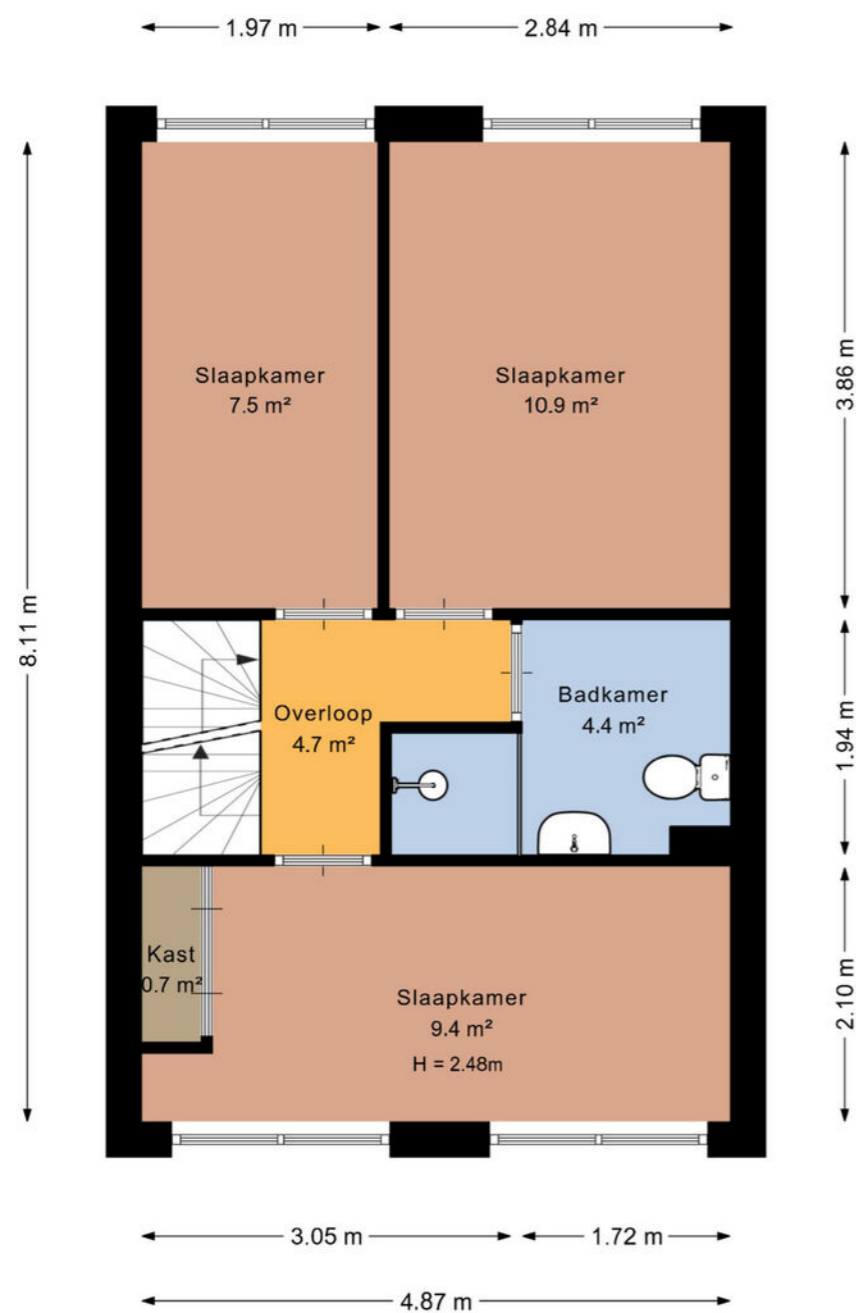 1.97 m
2.84 m
Slaapkamer
7.5 m²
Slaapkamer
10.9 m²
3.86 m
8.11 m
Overloop
4.7 m²
Badkamer
4.4 m²
1.94 m
Kast
0.7 m²
Slaapkamer
9.4 m²
H = 2.48m
2.10 m
3.05 m
1.72 m
4.87 m